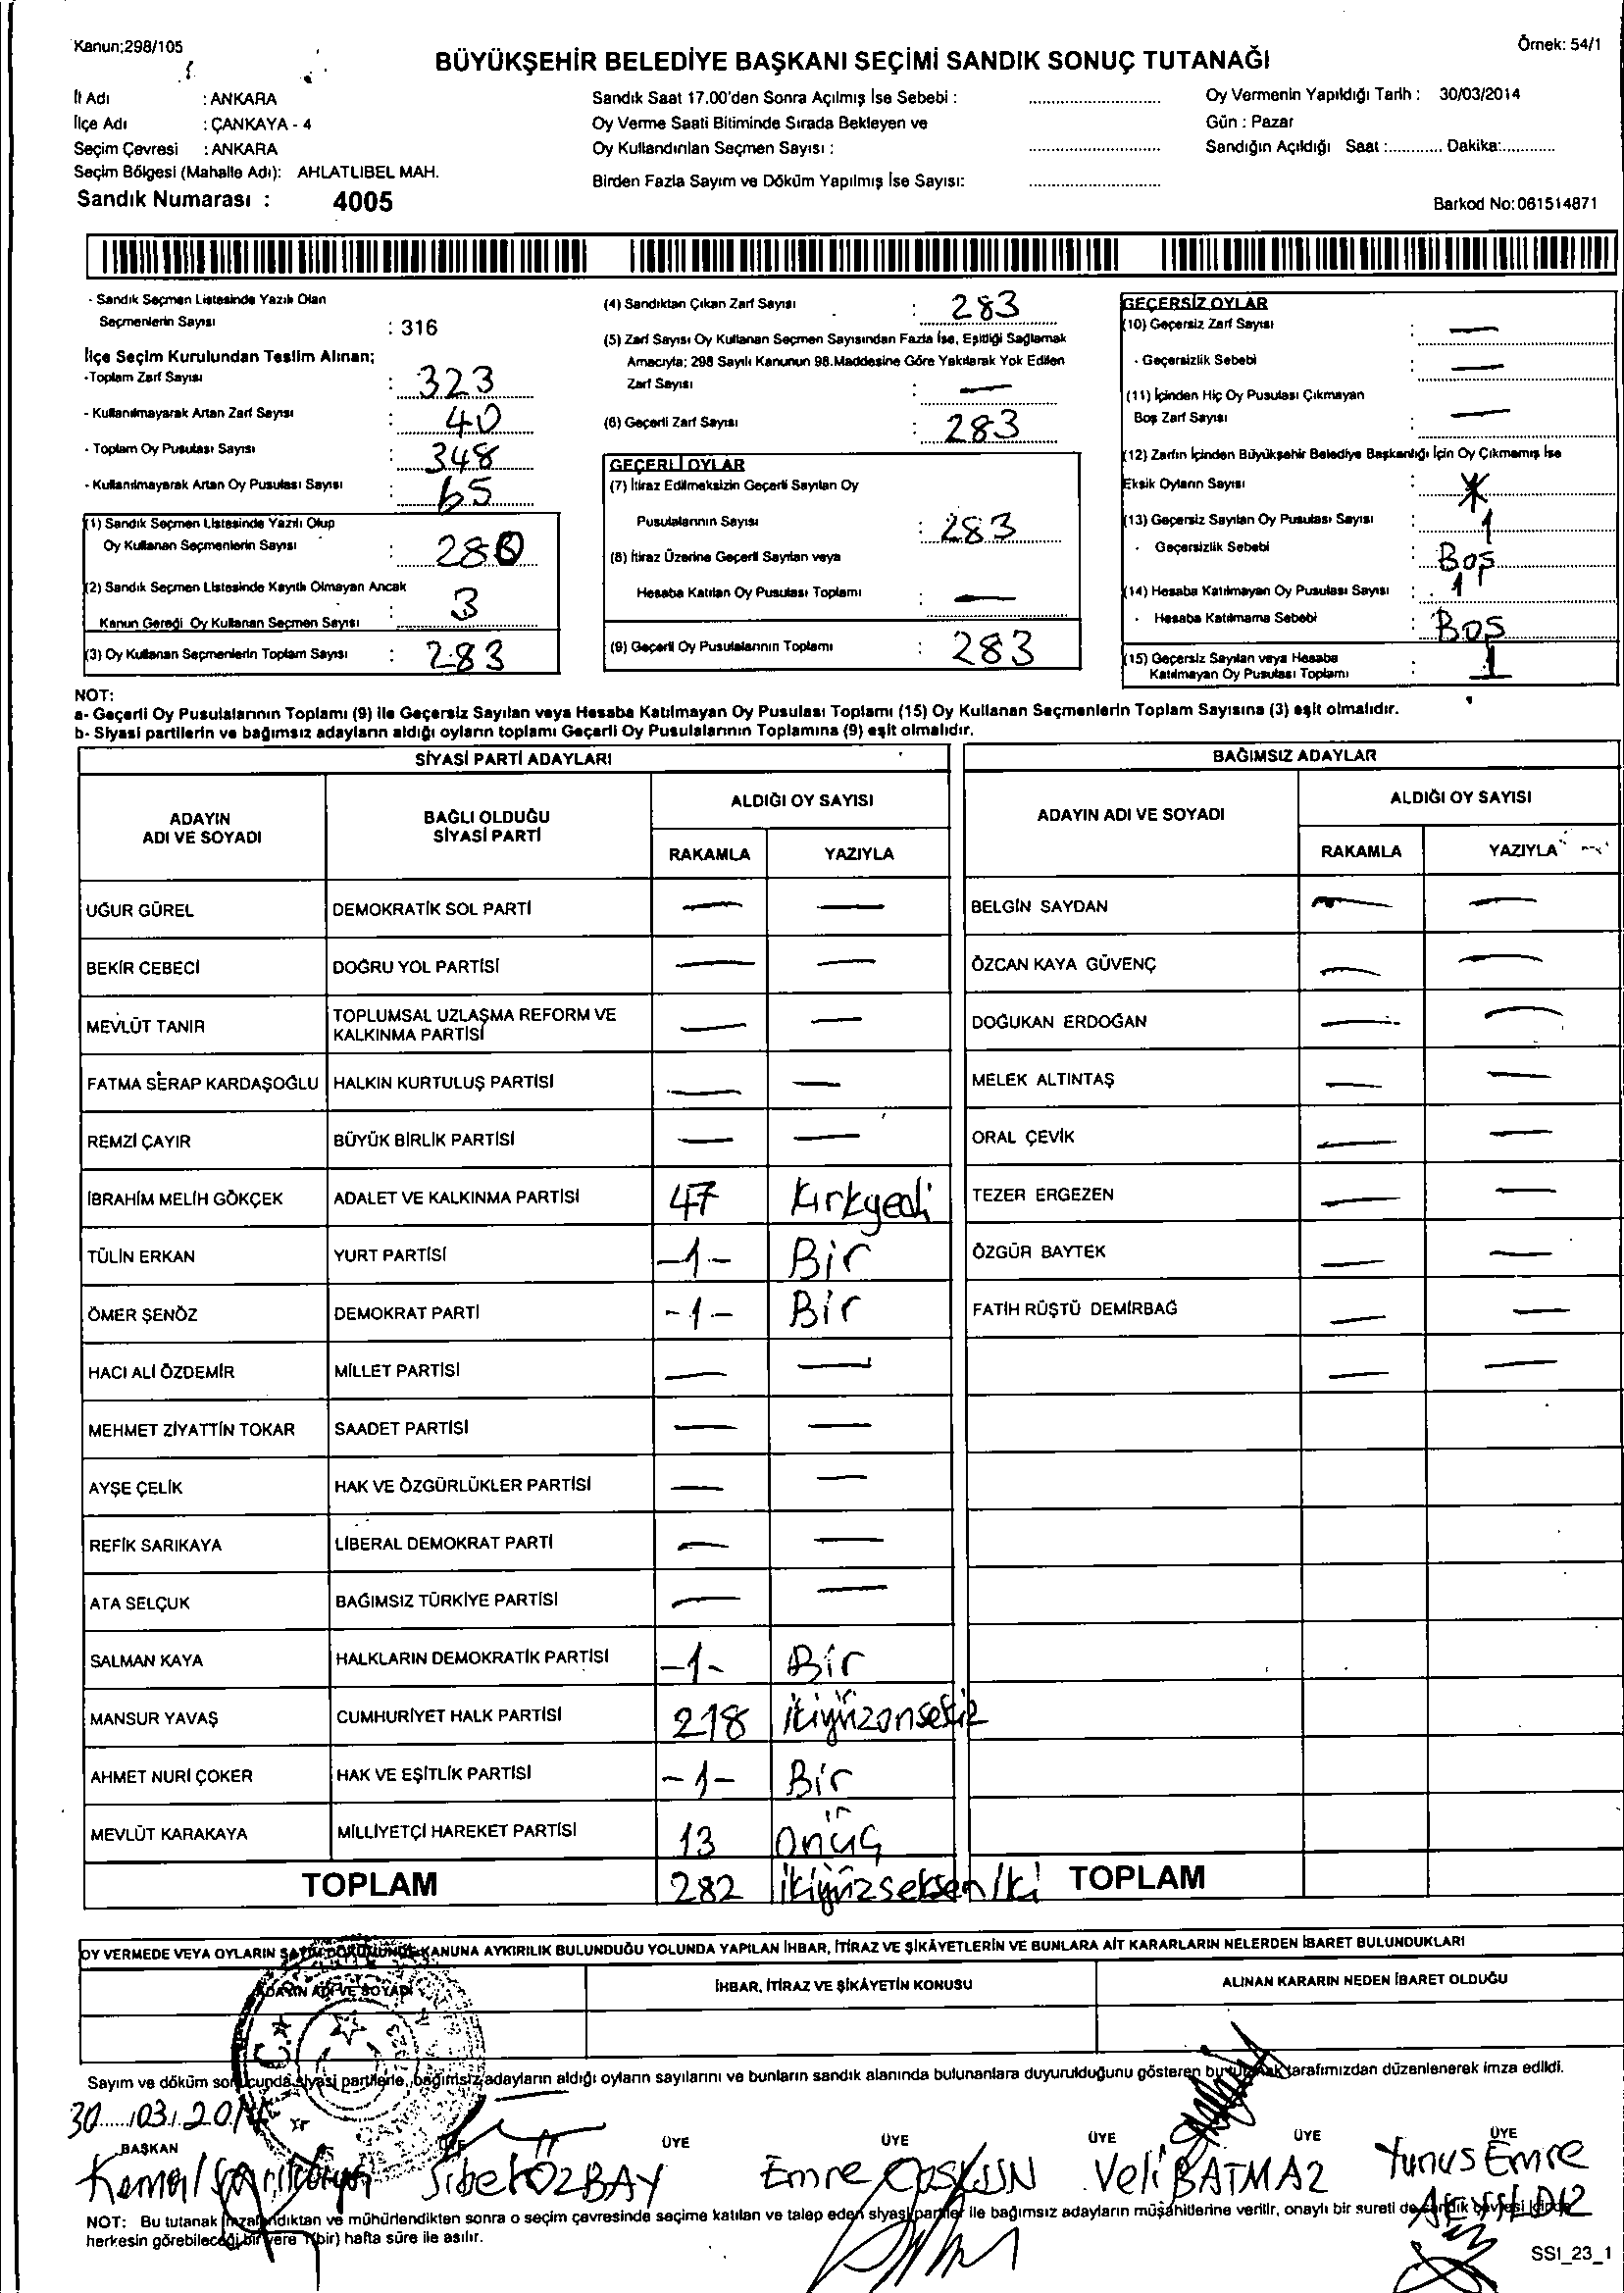 Kanun;298/105
Örnek: 54/1
BÜYÜKŞEHİR BELEDİYE BAŞKANI SEÇİMİ SANDIK SONUÇ TUTANAĞI
İl Adı : ANKARA
İlçe Adı : ÇANKAYA - 4
Seçim Çevresi : ANKARA
Seçim Bölgesi (Mahalle Adı): AHLATLIBEL MAH.
Sandık Numarası : 4005
Sandık Saat 17.00'den Sonra Açılmış İse Sebebi :
Oy Verme Saati Bitiminde Sırada Bekleyen ve
Oy Kullandırılan Seçmen Sayısı :
Birden Fazla Sayım ve Döküm Yapılmış İse Sayısı:
Oy Vermenin Yapıldığı Tarih : 30/03/2014
Gün : Pazar
Sandığın Açıldığı Saat :............ Dakika:............
Barkod No:061514871
- Sandık Seçmen Listesinde Yazılı Olan
Seçmenlerin Sayısı : 316
İlçe Seçim Kurulundan Teslim Alınan;
-Toplam Zarf Sayısı : 323
- Kullanılmayarak Artan Zarf Sayısı : 40
- Toplam Oy Pusulası Sayısı : 348
- Kullanılmayarak Artan Oy Pusulası Sayısı : 65
(1) Sandık Seçmen Listesinde Yazılı Olup
Oy Kullanan Seçmenlerin Sayısı : 280
(2) Sandık Seçmen Listesinde Kayıtlı Olmayan Ancak
Kanun Gereği Oy Kullanan Seçmen Sayısı : 3
(3) Oy Kullanan Seçmenlerin Toplam Sayısı : 283
(4) Sandıktan Çıkan Zarf Sayısı : 283
(5) Zarf Sayısı Oy Kullanan Seçmen Sayısından Fazla İse, Eşitliği Sağlamak
Amacıyla; 298 Sayılı Kanunun 98.Maddesine Göre Yakılarak Yok Edilen
Zarf Sayısı : —
(6) Geçerli Zarf Sayısı : 283
GEÇERLİ OYLAR
(7) İtiraz Edilmeksizin Geçerli Sayılan Oy
Pusulalarının Sayısı : 283
(8) İtiraz Üzerine Geçerli Sayılan veya
Hesaba Katılan Oy Pusulası Toplamı : —
(9) Geçerli Oy Pusulalarının Toplamı : 283
GEÇERSİZ OYLAR
(10) Geçersiz Zarf Sayısı : —
- Geçersizlik Sebebi : —
(11) İçinden Hiç Oy Pusulası Çıkmayan
Boş Zarf Sayısı : —
(12) Zarfın İçinden Büyükşehir Belediye Başkanlığı İçin Oy Çıkmamış İse
Eksik Oyların Sayısı :
(13) Geçersiz Sayılan Oy Pusulası Sayısı : 1
- Geçersizlik Sebebi : Boş
(14) Hesaba Katılmayan Oy Pusulası Sayısı : 1
- Hesaba Katılmama Sebebi : Boş
(15) Geçersiz Sayılan veya Hesaba
Katılmayan Oy Pusulası Toplamı : 1
NOT:
a- Geçerli Oy Pusulalarının Toplamı (9) ile Geçersiz Sayılan veya Hesaba Katılmayan Oy Pusulası Toplamı (15) Oy Kullanan Seçmenlerin Toplam Sayısına (3) eşit olmalıdır.
b- Siyasi partilerin ve bağımsız adayların aldığı oyların toplamı Geçerli Oy Pusulalarının Toplamına (9) eşit olmalıdır.
SİYASİ PARTİ ADAYLARI
ADAYIN ADI VE SOYADI BAĞLI OLDUĞU SİYASİ PARTİ ALDIĞI OY SAYISI
RAKAMLA YAZIYLA
UĞUR GÜREL DEMOKRATİK SOL PARTİ — —
BEKİR CEBECİ DOĞRU YOL PARTİSİ — —
MEVLÜT TANIR TOPLUMSAL UZLAŞMA REFORM VE KALKINMA PARTİSİ — —
FATMA SERAP KARDAŞOĞLU HALKIN KURTULUŞ PARTİSİ — —
REMZİ ÇAYIR BÜYÜK BİRLİK PARTİSİ — —
İBRAHİM MELİH GÖKÇEK ADALET VE KALKINMA PARTİSİ 47 Kırkyedi
TÜLİN ERKAN YURT PARTİSİ -1- Bir
ÖMER ŞENÖZ DEMOKRAT PARTİ -1- Bir
HACI ALİ ÖZDEMİR MİLLET PARTİSİ — —
MEHMET ZİYATTİN TOKAR SAADET PARTİSİ — —
AYŞE ÇELİK HAK VE ÖZGÜRLÜKLER PARTİSİ — —
REFİK SARIKAYA LİBERAL DEMOKRAT PARTİ — —
ATA SELÇUK BAĞIMSIZ TÜRKİYE PARTİSİ — —
SALMAN KAYA HALKLARIN DEMOKRATİK PARTİSİ -1- Bir
MANSUR YAVAŞ CUMHURİYET HALK PARTİSİ 218 ikiyüzonsekiz
AHMET NURİ ÇOKER HAK VE EŞİTLİK PARTİSİ -1- Bir
MEVLÜT KARAKAYA MİLLİYETÇİ HAREKET PARTİSİ 13 onüç
TOPLAM 282 ikiyüzseksen iki
BAĞIMSIZ ADAYLAR
ADAYIN ADI VE SOYADI ALDIĞI OY SAYISI
RAKAMLA YAZIYLA
BELGİN SAYDAN — —
ÖZCAN KAYA GÜVENÇ — —
DOĞUKAN ERDOĞAN — —
MELEK ALTINTAŞ — —
ORAL ÇEVİK — —
TEZER ERGEZEN — —
ÖZGÜR BAYTEK — —
FATİH RÜŞTÜ DEMİRBAĞ — —
— —
TOPLAM
OY VERMEDE VEYA OYLARIN SAYIM DÖKÜMÜNDE KANUNA AYKIRILIK BULUNDUĞU YOLUNDA YAPILAN İHBAR, İTİRAZ VE ŞİKÂYETLERİN VE BUNLARA AİT KARARLARIN NELERDEN İBARET BULUNDUKLARI
ADAYIN ADI VE SOYADI İHBAR, İTİRAZ VE ŞİKÂYETİN KONUSU ALINAN KARARIN NEDEN İBARET OLDUĞU
Sayım ve döküm sonucunda siyasi partilerle, bağımsız adayların aldığı oyların sayılarını ve bunların sandık alanında bulunanlara duyurulduğunu gösteren bu tutanak tarafımızdan düzenlenerek imza edildi.
30/03/2014
BAŞKAN ÜYE ÜYE ÜYE ÜYE ÜYE ÜYE
Kemal Sibel ÖZBAY Emre Veli BATMAZ Yunus Emre
NOT: Bu tutanak imzalandıktan ve mühürlendikten sonra o seçim çevresinde seçime katılan ve talep eden siyasi partiler ile bağımsız adayların müşahitlerine verilir, onaylı bir sureti de sandık çevresi içinde
herkesin görebileceği bir yere 1(bir) hafta süre ile asılır.
SSI_23_1